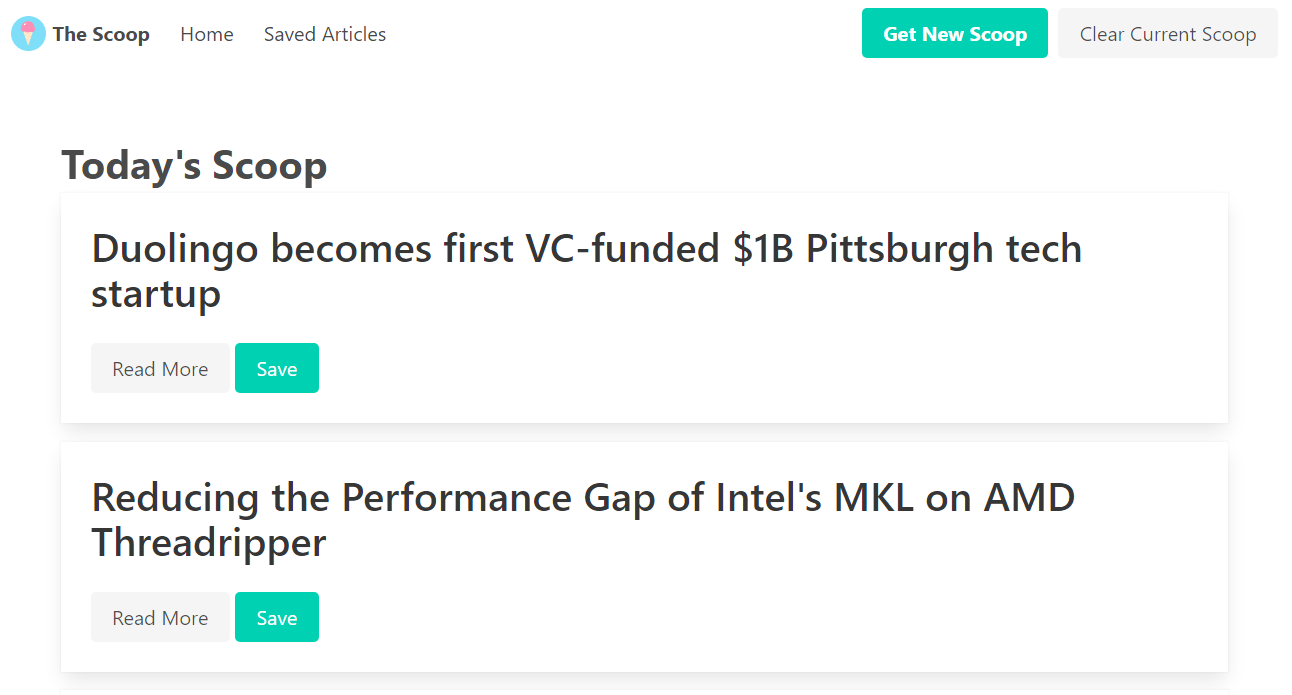 The Scoop Home Saved Articles Get New Scoop Clear Current Scoop
Today's Scoop
Duolingo becomes first VC-funded $1B Pittsburgh tech
startup
Read More Save
Reducing the Performance Gap of Intel's MKL on AMD
Threadripper
Read More Save